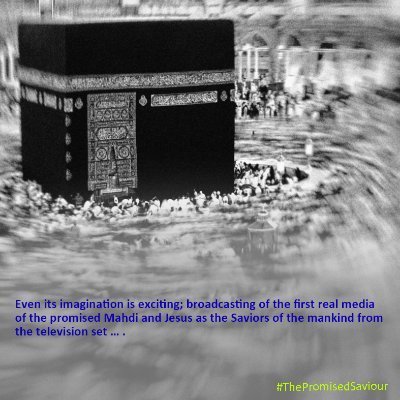 Even its imagination is exciting; broadcasting of the first real media
of the promised Mahdi and Jesus as the Saviors of the mankind from
the television set ... .
#ThePromisedSaviour